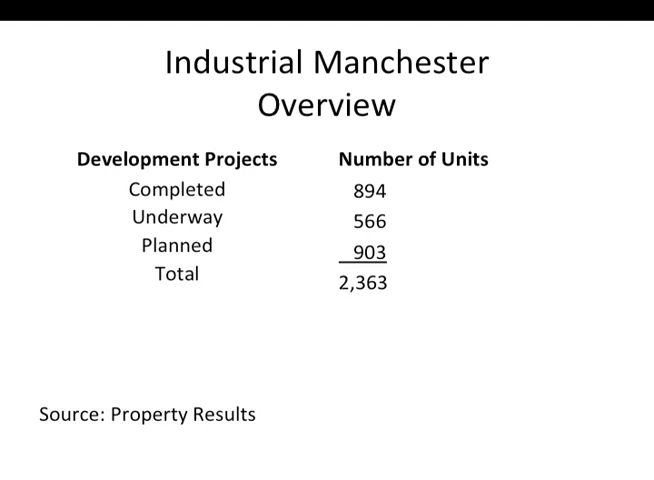 Industrial Manchester
Overview
Development Projects Number of Units
Completed 894
Underway 566
Planned 903
Total 2,363
Source: Property Results